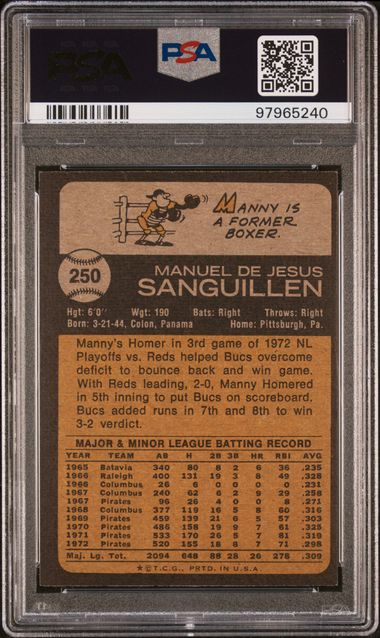 PSA
PSA
97965240
MANNY IS
A FORMER
BOXER.
250
MANUEL DE JESUS
SANGUILLEN
Hgt: 6'0" Wgt: 190 Bats: Right Throws: Right
Born: 3-21-44, Colon, Panama Home: Pittsburgh, Pa.
Manny's Homer in 3rd game of 1972 NL
Playoffs vs. Reds helped Bucs overcome
deficit to bounce back and win game.
With Reds leading, 2-0, Manny Homered
in 5th inning to put Bucs on scoreboard.
Bucs added runs in 7th and 8th to win
3-2 verdict.
MAJOR & MINOR LEAGUE BATTING RECORD
YEAR TEAM AB H 2B 3B HR RBI AVG
1965 Batavia 340 80 8 2 6 36 .235
1966 Raleigh 400 131 19 3 8 49 .328
1966 Columbus 26 6 1 0 0 0 .231
1967 Columbus 240 62 6 2 9 29 .258
1967 Pirates 96 26 4 0 0 8 .271
1968 Columbus 377 119 16 5 8 60 .316
1969 Pirates 459 139 21 6 5 57 .303
1970 Pirates 486 158 19 9 7 61 .325
1971 Pirates 533 170 26 5 7 81 .319
1972 Pirates 520 155 18 8 7 71 .298
Maj. Lg. Tot. 2094 648 88 28 26 278 .309
★ © T.C.G., PRTD. IN U.S.A.